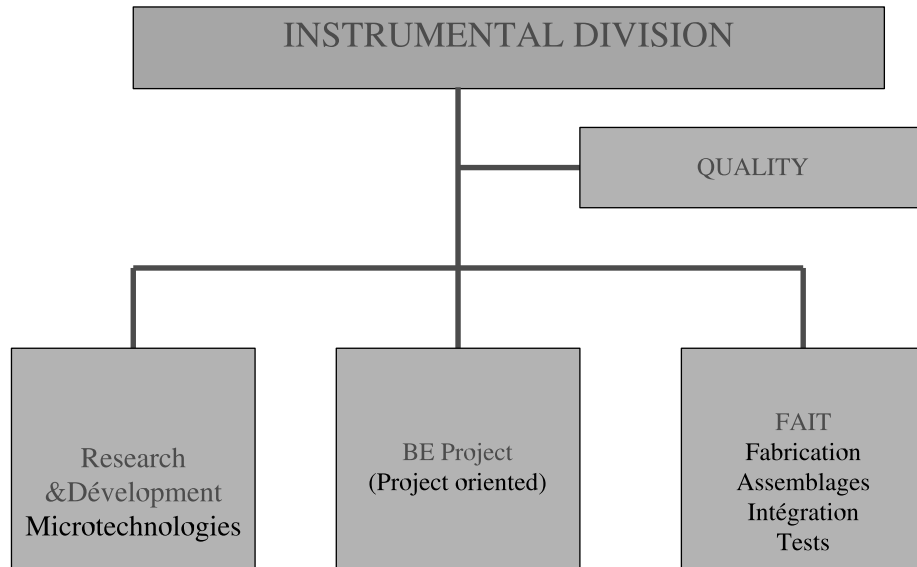 INSTRUMENTAL DIVISION
QUALITY
Research
&Dévelopment
Microtechnologies
BE Project
(Project oriented)
FAIT
Fabrication
Assemblages
Intégration
Tests